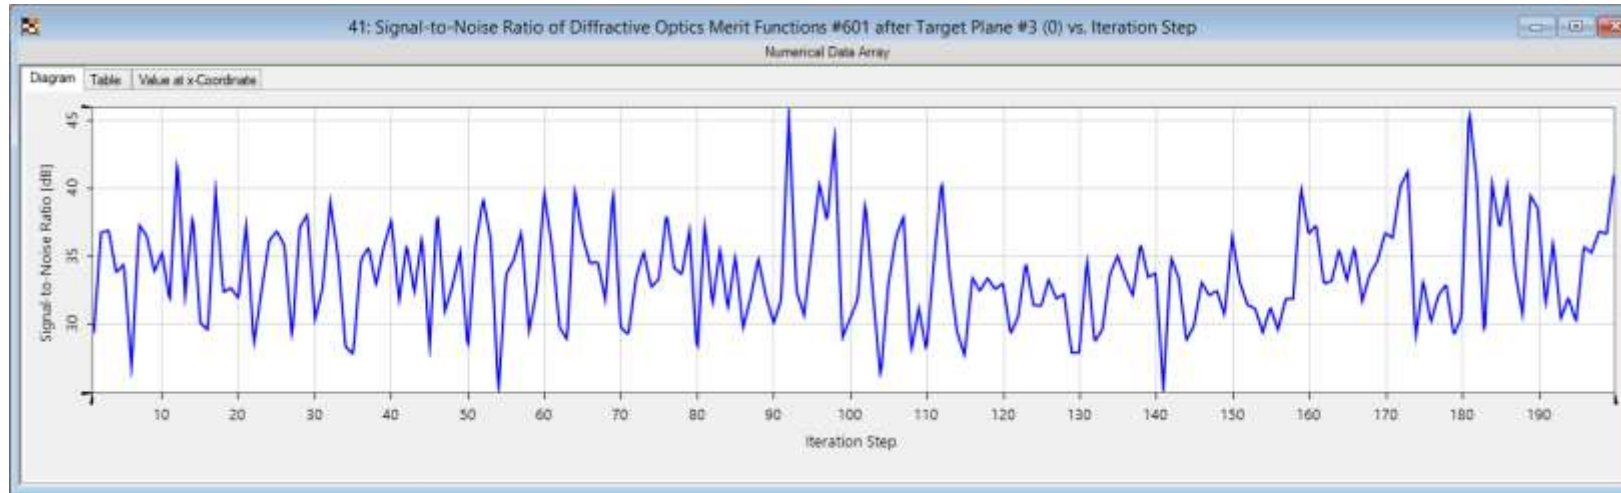 41: Signal-to-Noise Ratio of Diffractive Optics Merit Functions #601 after Target Plane #3 (0) vs. Iteration Step
Numerical Data Array
Diagram Table Value at x-Coordinate
Signal-to-Noise Ratio [dB]
45
40
35
30
10 20 30 40 50 60 70 80 90 100 110 120 130 140 150 160 170 180 190
Iteration Step